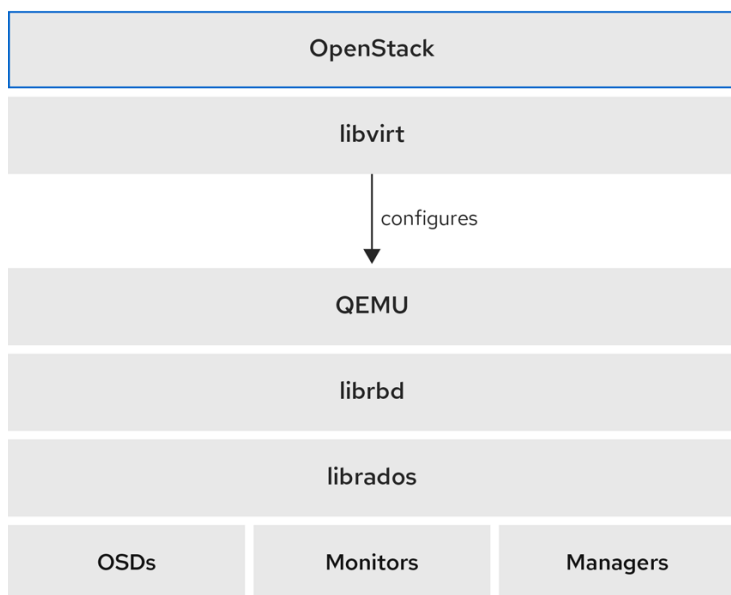 OpenStack
libvirt
configures
QEMU
librbd
librados
OSDs
Monitors
Managers